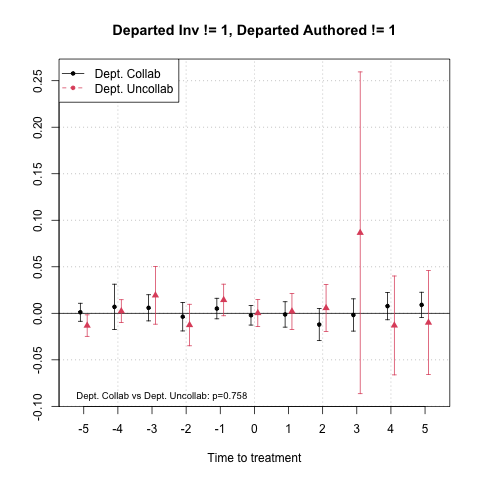 Departed Inv != 1, Departed Authored != 1
Dept. Collab
Dept. Uncollab
0.25
0.20
0.15
0.10
0.05
0.00
-0.05
-0.10
Dept. Collab vs Dept. Uncollab: p=0.758
-5 -4 -3 -2 -1 0 1 2 3 4 5
Time to treatment